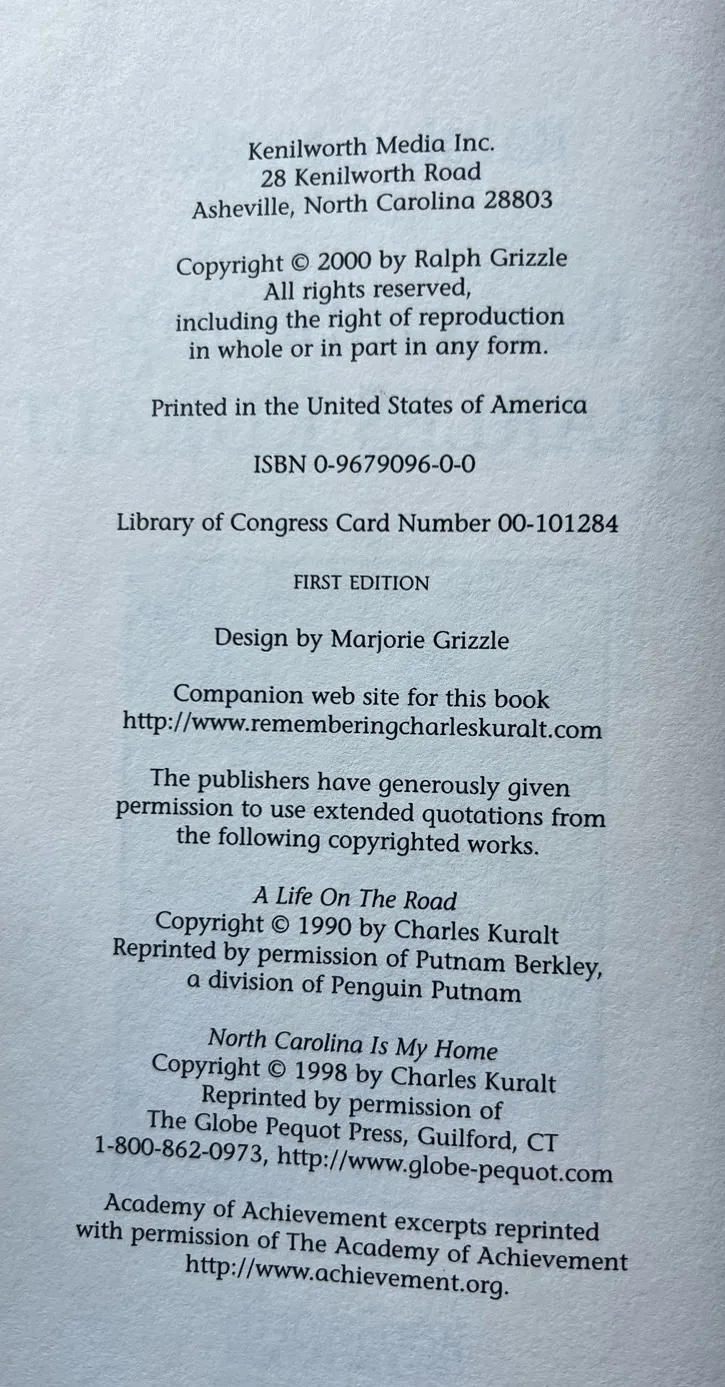 Kenilworth Media Inc.
28 Kenilworth Road
Asheville, North Carolina 28803
Copyright © 2000 by Ralph Grizzle
All rights reserved,
including the right of reproduction
in whole or in part in any form.
Printed in the United States of America
ISBN 0-9679096-0-0
Library of Congress Card Number 00-101284
FIRST EDITION
Design by Marjorie Grizzle
Companion web site for this book
http://www.rememberingcharleskuralt.com
The publishers have generously given
permission to use extended quotations from
the following copyrighted works.
A Life On The Road
Copyright © 1990 by Charles Kuralt
Reprinted by permission of Putnam Berkley,
a division of Penguin Putnam
North Carolina Is My Home
Copyright © 1998 by Charles Kuralt
Reprinted by permission of
The Globe Pequot Press, Guilford, CT
1-800-862-0973, http://www.globe-pequot.com
Academy of Achievement excerpts reprinted
with permission of The Academy of Achievement
http://www.achievement.org.